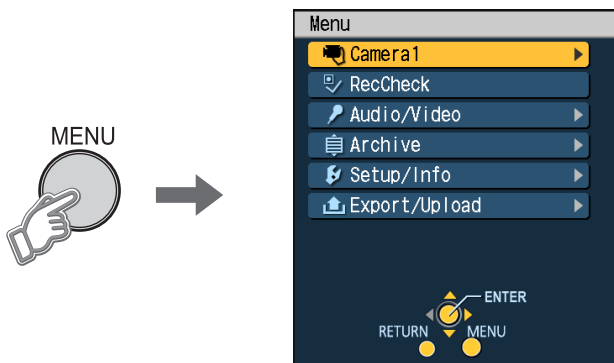 MENU
Menu
Camera1
RecCheck
Audio/Video
Archive
Setup/Info
Export/Upload
ENTER
RETURN
MENU